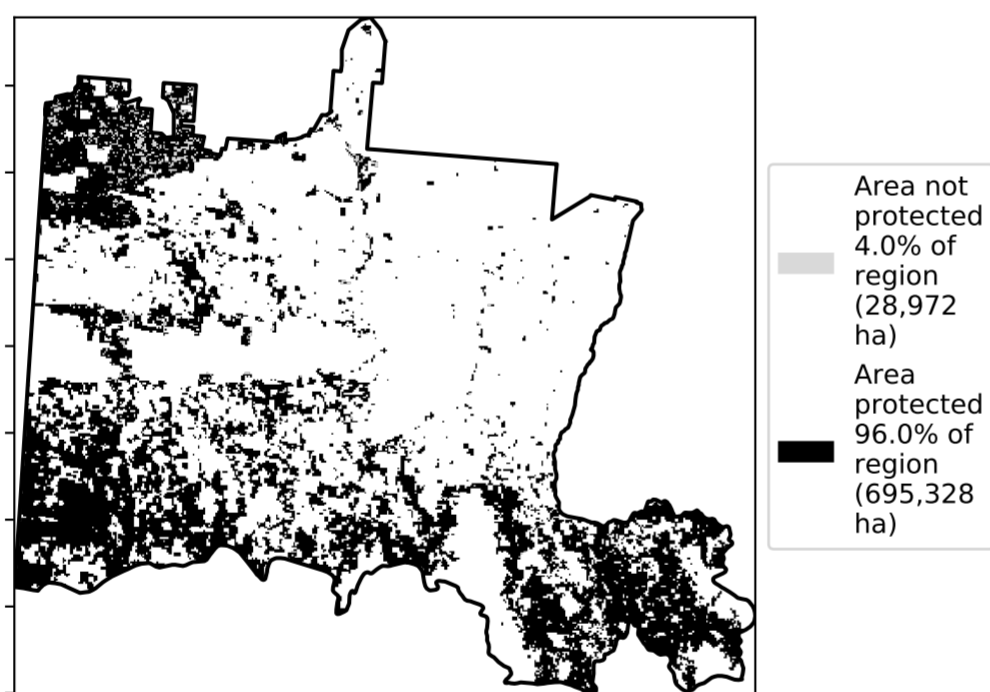 Area not
protected
4.0% of
region
(28,972
ha)
Area
protected
96.0% of
region
(695,328
ha)